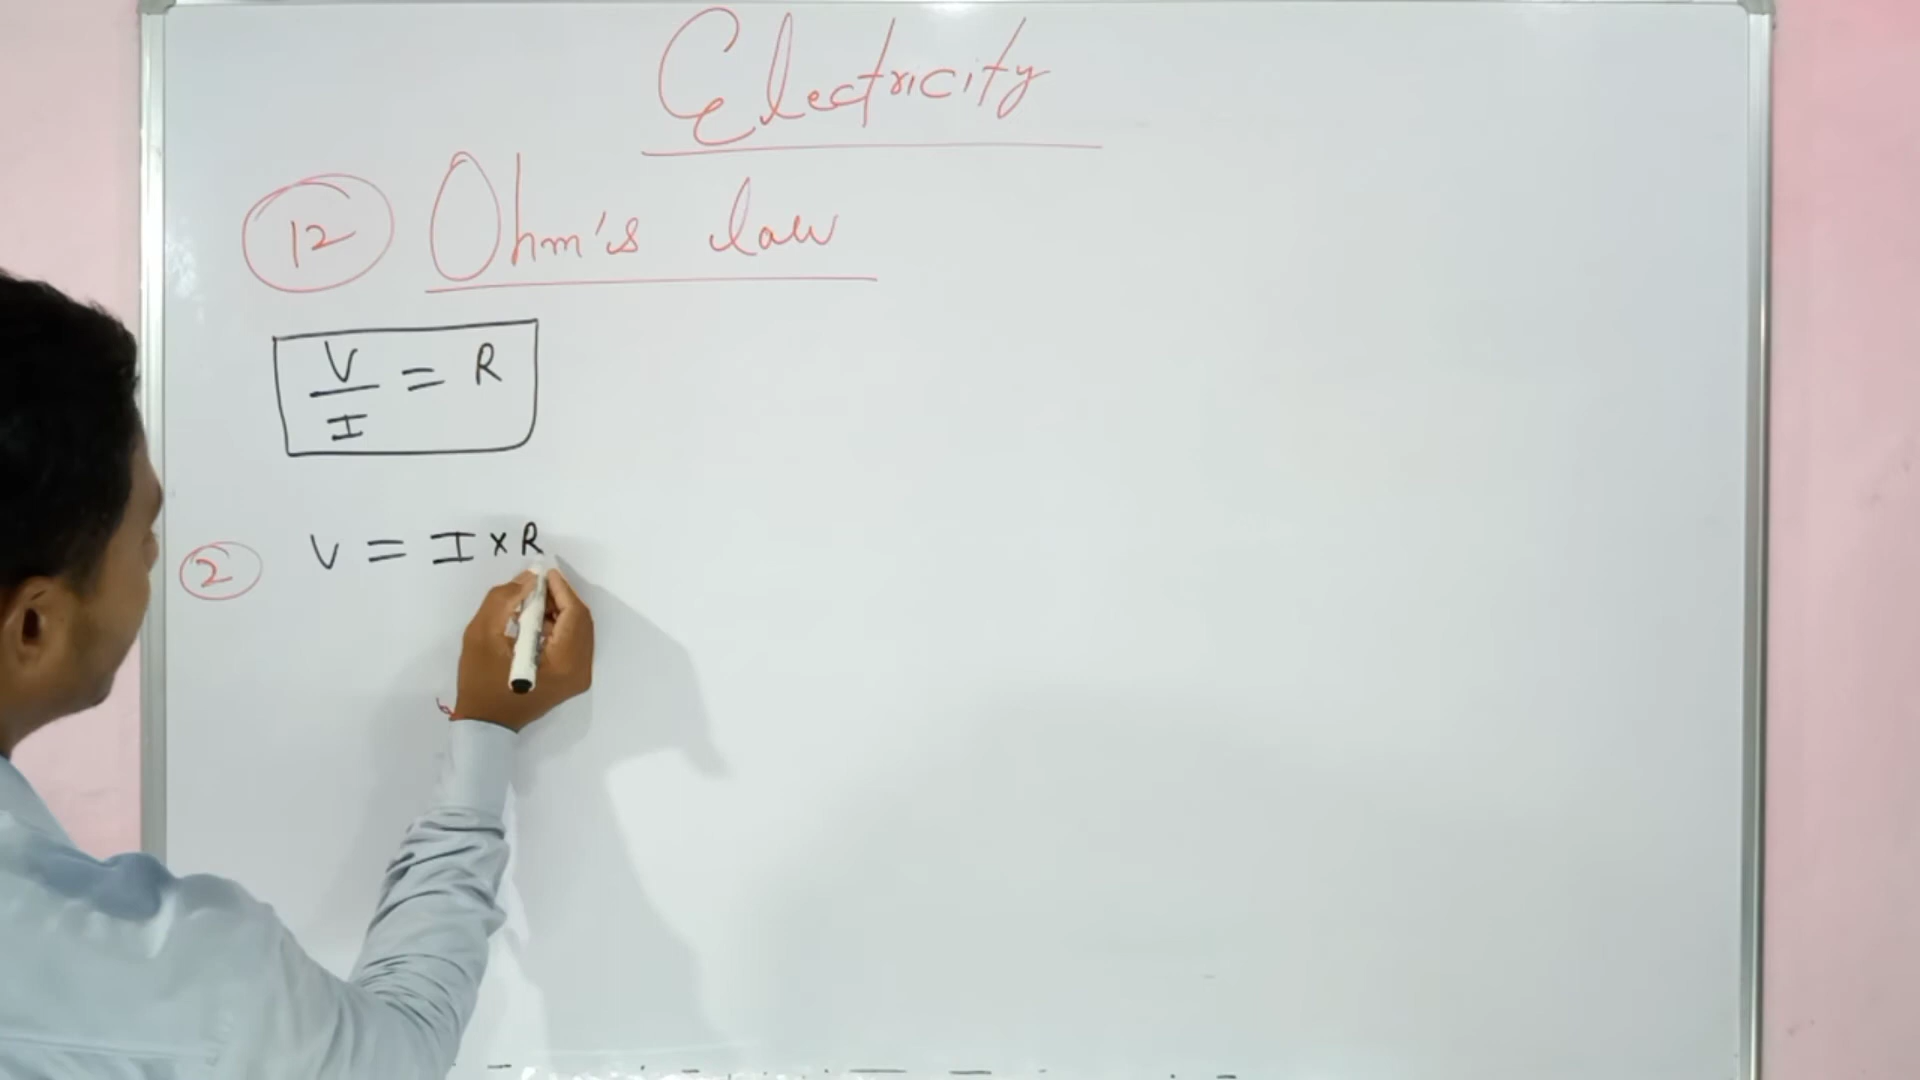 Electricity
12 Ohm's law
V/I = R
2 V = I × R